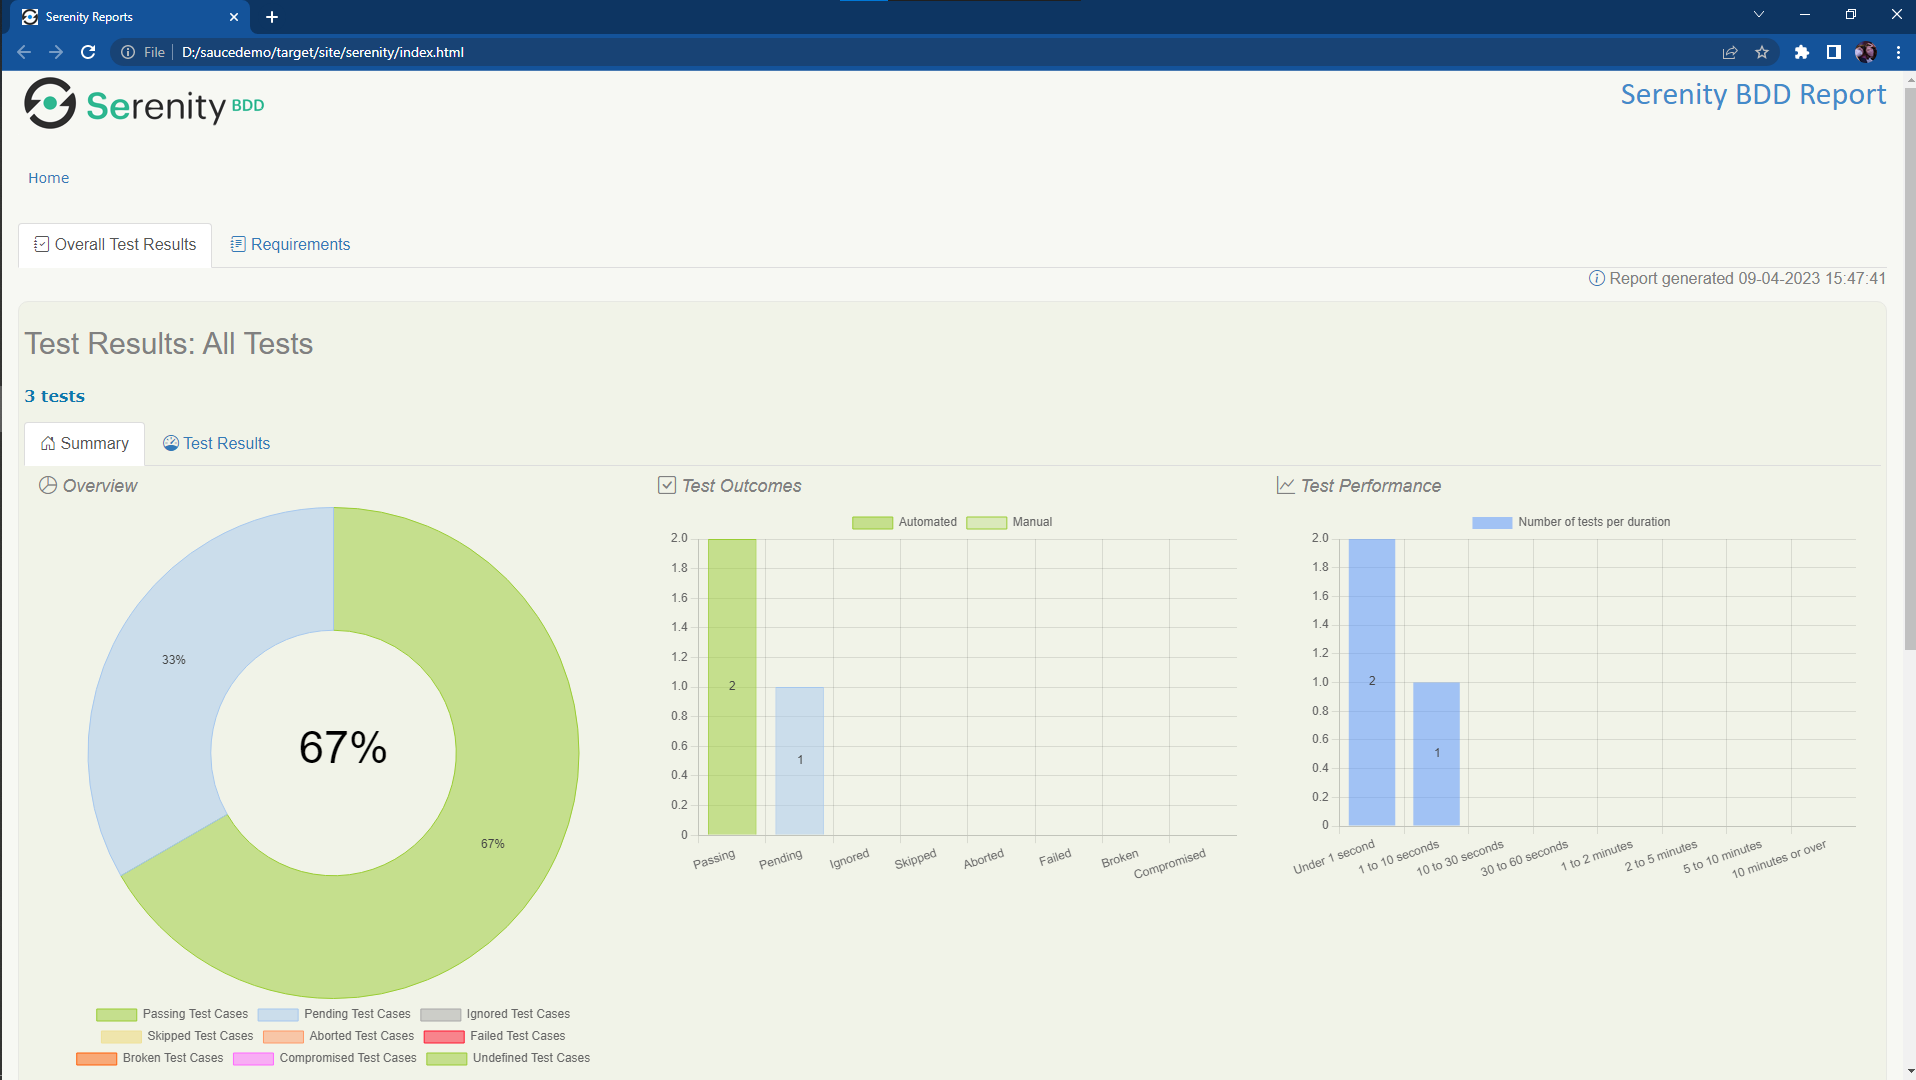 Serenity Reports
File D:/saucedemo/target/site/serenity/index.html
Serenity BDD
Serenity BDD Report
Home
Overall Test Results
Requirements
Report generated 09-04-2023 15:47:41
Test Results: All Tests
3 tests
Summary
Test Results
Overview
33%
67%
67%
Passing Test Cases
Pending Test Cases
Ignored Test Cases
Skipped Test Cases
Aborted Test Cases
Failed Test Cases
Broken Test Cases
Compromised Test Cases
Undefined Test Cases
Test Outcomes
Automated
Manual
2.0
1.8
1.6
1.4
1.2
1.0
0.8
0.6
0.4
0.2
0
2
1
Passing
Pending
Ignored
Skipped
Aborted
Failed
Broken
Compromised
Test Performance
Number of tests per duration
2.0
1.8
1.6
1.4
1.2
1.0
0.8
0.6
0.4
0.2
0
2
1
Under 1 second
1 to 10 seconds
10 to 30 seconds
30 to 60 seconds
1 to 2 minutes
2 to 5 minutes
5 to 10 minutes
10 minutes or over